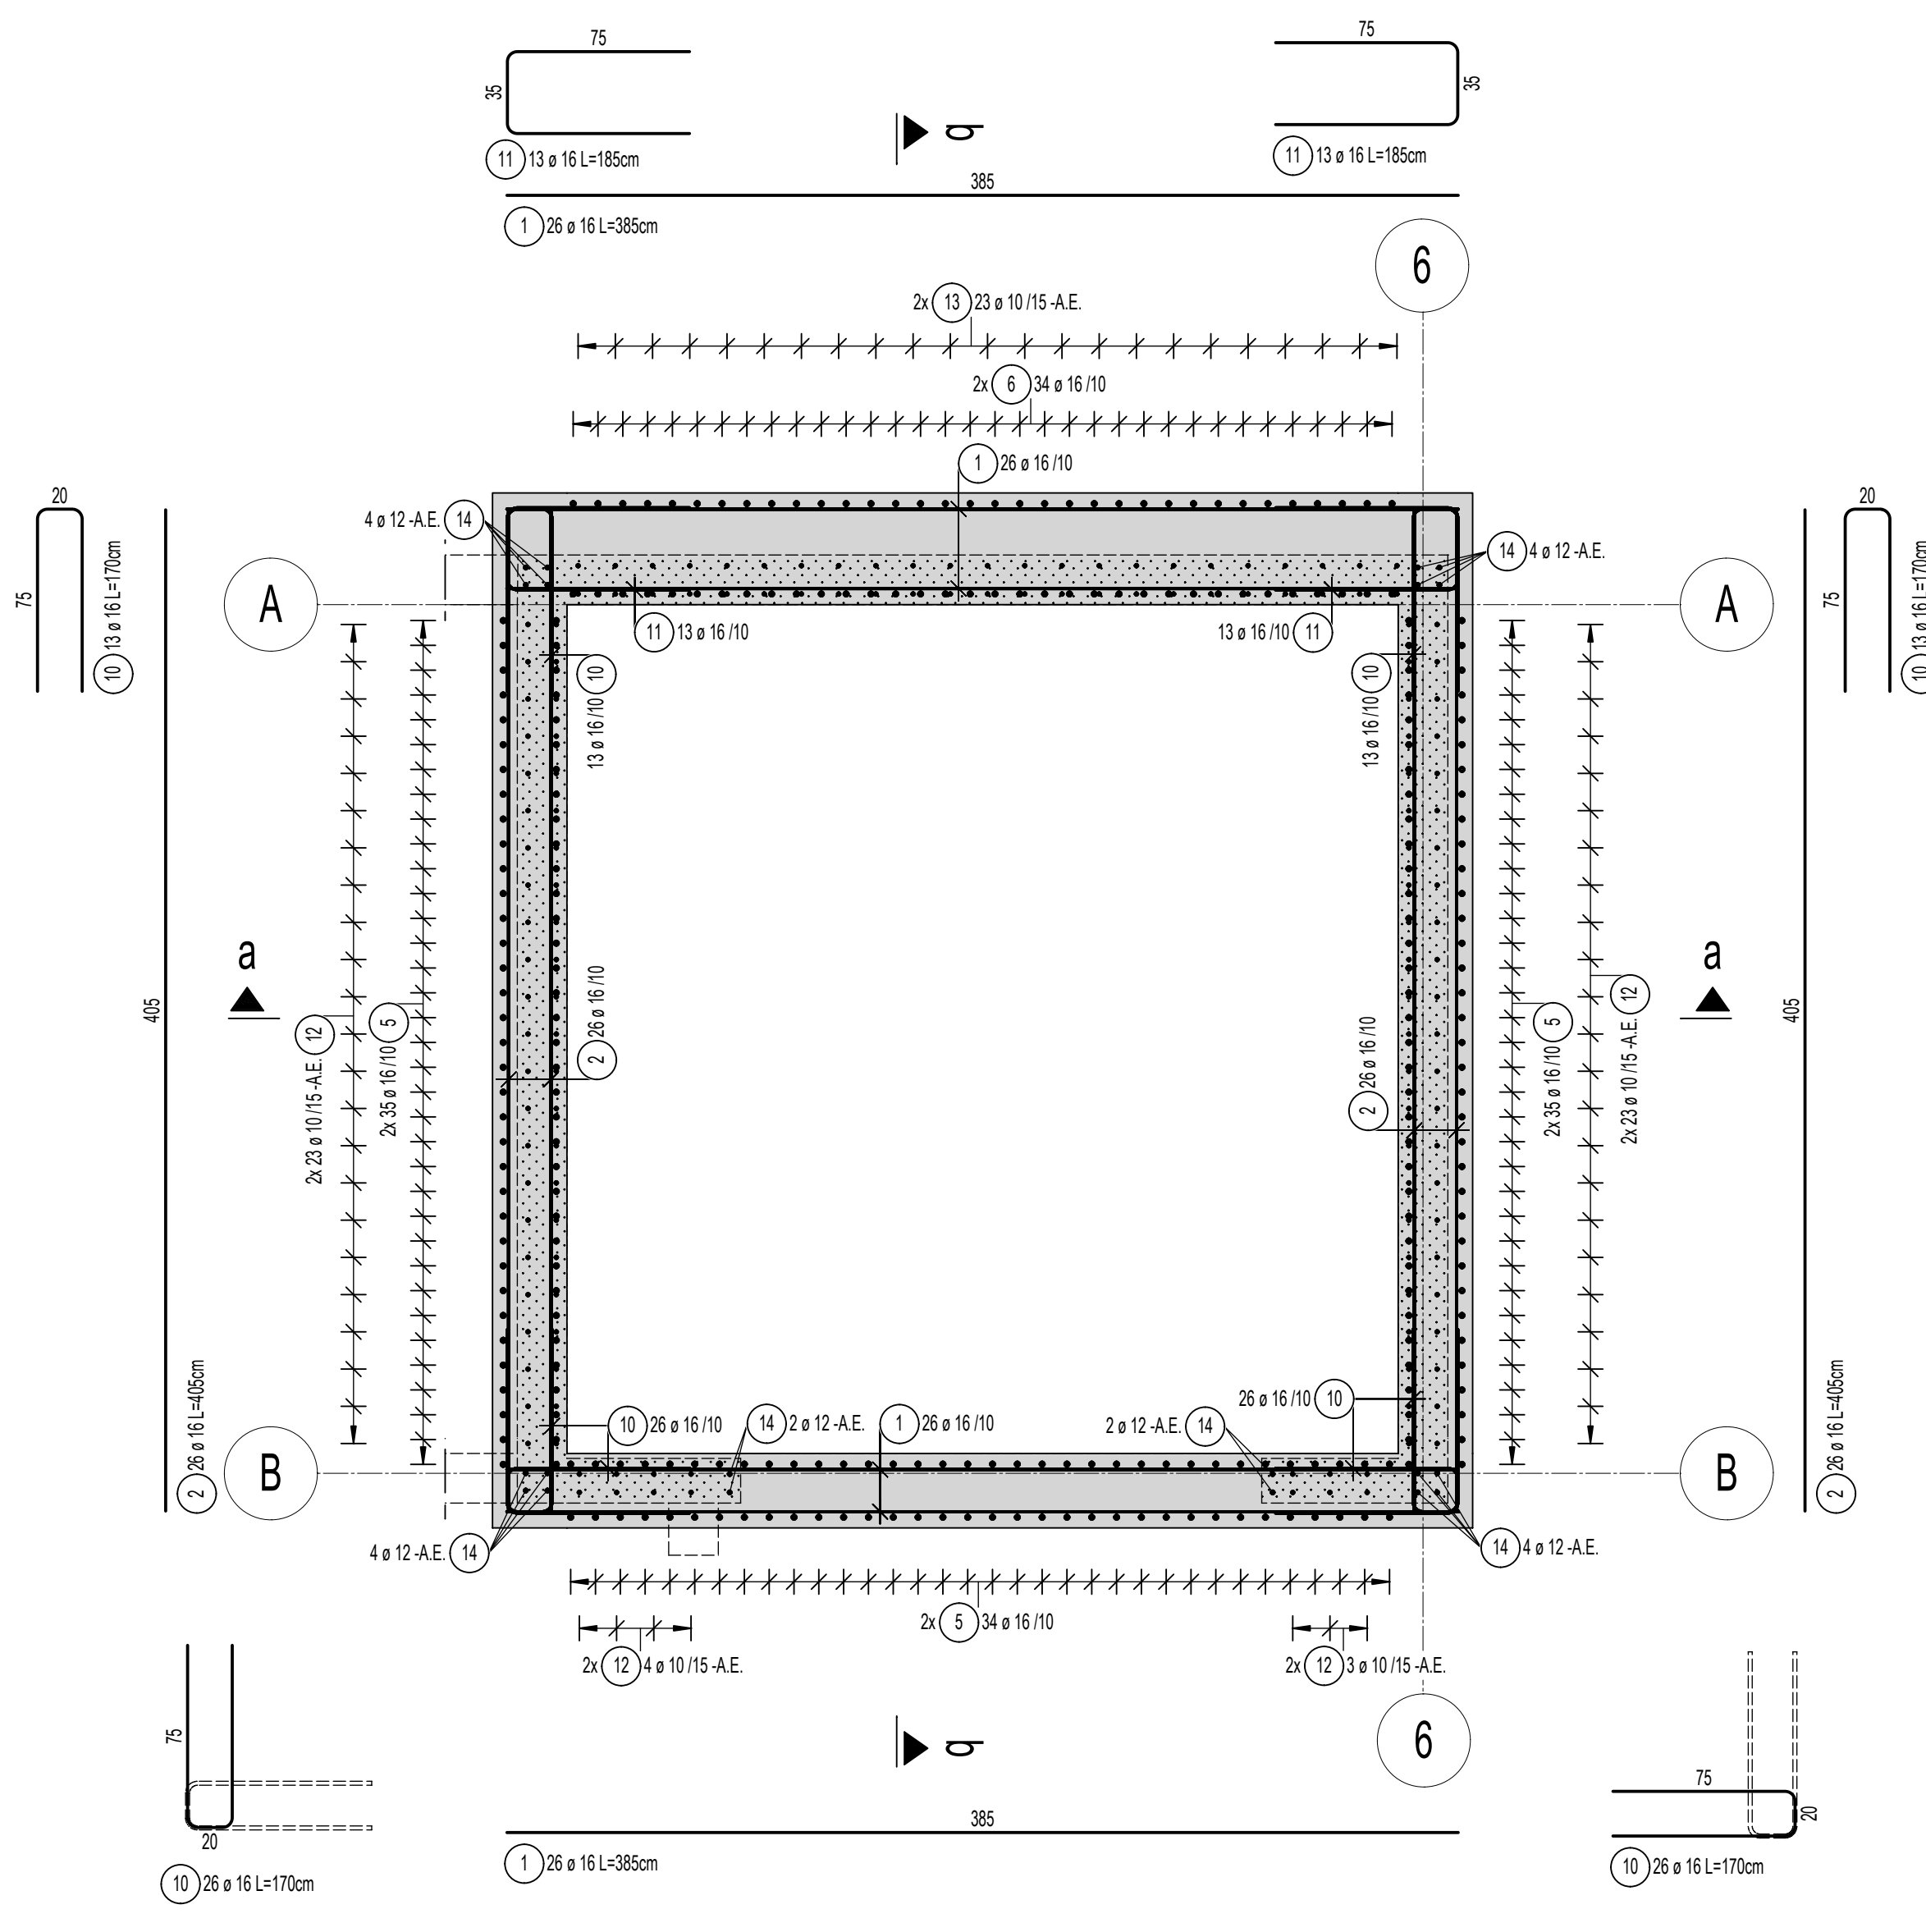 75
75
35
35
11 13 ø 16 L=185cm
11 13 ø 16 L=185cm
b
385
1 26 ø 16 L=385cm
6
2x 13 23 ø 10 /15 -A.E.
2x 6 34 ø 16 /10
1 26 ø 16 /10
20
20
4 ø 12 -A.E. 14
14 4 ø 12 -A.E.
75
10 13 ø 16 L=170cm
75
10 13 ø 16 L=170cm
A
A
11 13 ø 16 /10
13 ø 16 /10 11
13 ø 16 /10 10
13 ø 16 /10 10
a
a
405
405
2x 23 ø 10 /15 -A.E. 12
2x 35 ø 16 /10 5
2 26 ø 16 /10
2 26 ø 16 /10
2x 35 ø 16 /10 5
2x 23 ø 10 /15 -A.E. 12
2 26 ø 16 L=405cm
2 26 ø 16 L=405cm
B
B
10 26 ø 16 /10
14 2 ø 12 -A.E.
1 26 ø 16 /10
2 ø 12 -A.E. 14
26 ø 16 /10 10
4 ø 12 -A.E. 14
14 4 ø 12 -A.E.
2x 5 34 ø 16 /10
2x 12 4 ø 10 /15 -A.E.
2x 12 3 ø 10 /15 -A.E.
b
6
75
20
10 26 ø 16 L=170cm
385
1 26 ø 16 L=385cm
75
20
10 26 ø 16 L=170cm